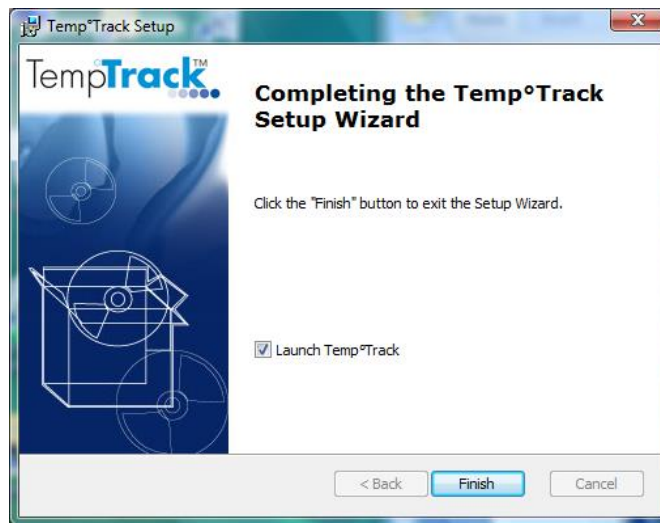 Temp°Track Setup
TempTrack™
Completing the Temp°Track
Setup Wizard
Click the "Finish" button to exit the Setup Wizard.
Launch Temp°Track
< Back
Finish
Cancel